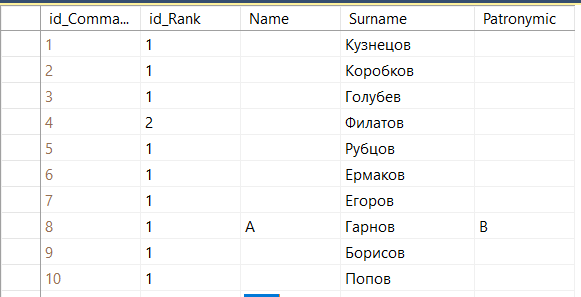 id_Comma... id_Rank Name Surname Patronymic
1 1 Кузнецов
2 1 Коробков
3 1 Голубев
4 2 Филатов
5 1 Рубцов
6 1 Ермаков
7 1 Егоров
8 1 А Гарнов В
9 1 Борисов
10 1 Попов